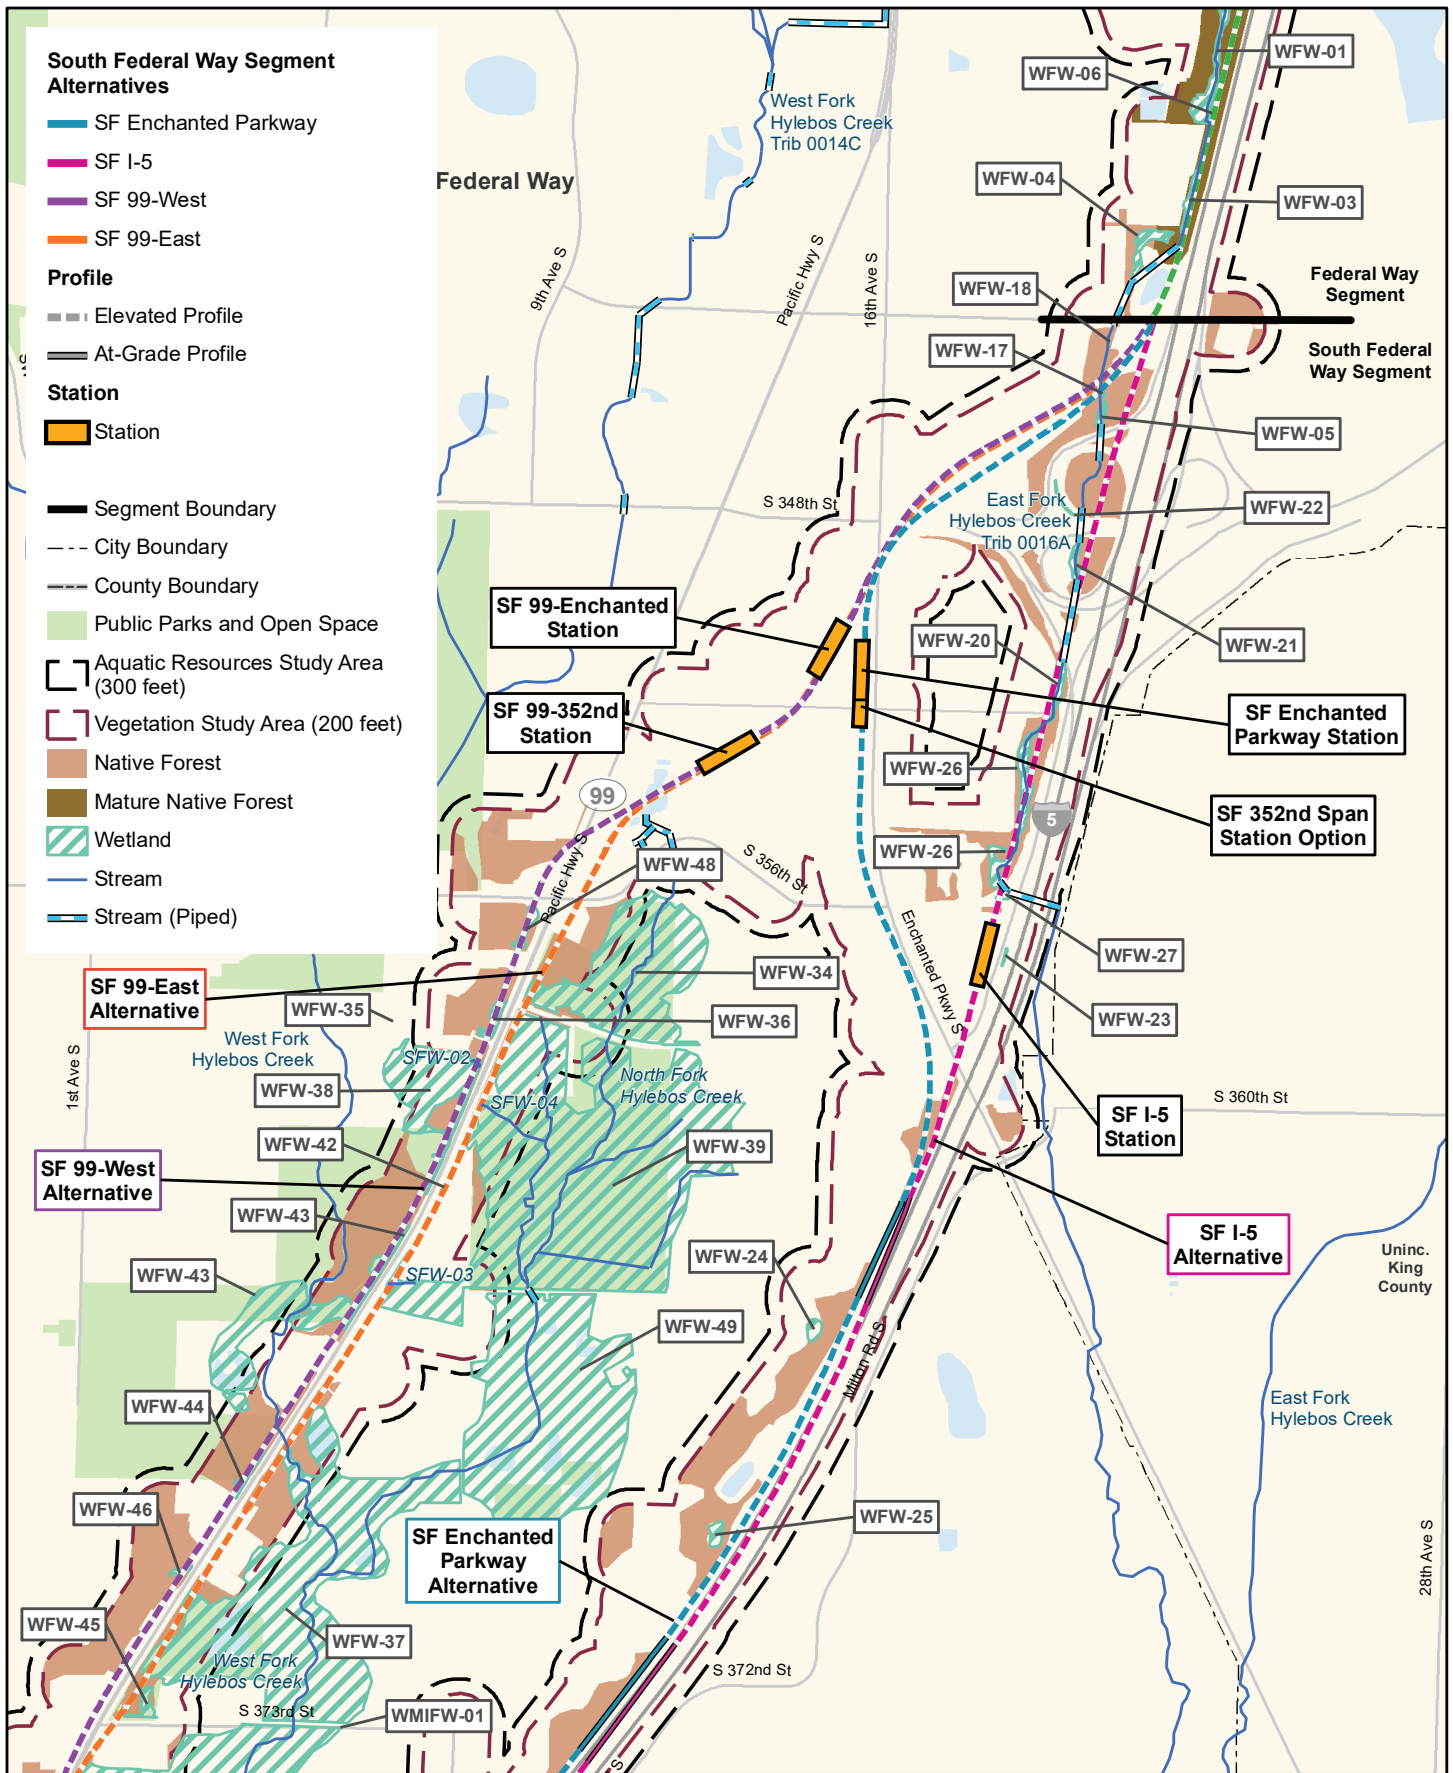 South Federal Way Segment
Alternatives
SF Enchanted Parkway
SF I-5
SF 99-West
SF 99-East
Profile
Elevated Profile
At-Grade Profile
Station
Station
Segment Boundary
City Boundary
County Boundary
Public Parks and Open Space
Aquatic Resources Study Area
(300 feet)
Vegetation Study Area (200 feet)
Native Forest
Mature Native Forest
Wetland
Stream
Stream (Piped)
WFW-01
WFW-06
West Fork
Hylebos Creek
Trib 0014C
Federal Way
WFW-04
WFW-03
9th Ave S
Pacific Hwy S
16th Ave S
WFW-18
Federal Way
Segment
WFW-17
South Federal
Way Segment
WFW-05
S 348th St
East Fork
Hylebos Creek
Trib 0016A
WFW-22
SF 99-Enchanted
Station
WFW-20
WFW-21
SF 99-352nd
Station
SF Enchanted
Parkway Station
WFW-26
99
5
SF 352nd Span
Station Option
WFW-26
WFW-48
S 356th St
Pacific Hwy S
Enchanted Pkwy S
WFW-27
WFW-34
SF 99-East
Alternative
WFW-35
WFW-36
WFW-23
West Fork
Hylebos Creek
SFW-02
1st Ave S
North Fork
Hylebos Creek
WFW-38
SFW-04
S 360th St
SF I-5
Station
WFW-42
WFW-39
SF 99-West
Alternative
WFW-43
SF I-5
Alternative
WFW-24
Uninc.
King
County
WFW-43
SFW-03
WFW-49
Milton Rd S
WFW-44
East Fork
Hylebos Creek
WFW-46
WFW-25
SF Enchanted
Parkway
Alternative
28th Ave S
WFW-45
WFW-37
West Fork
Hylebos Creek
S 372nd St
S 373rd St
WMIFW-01
S